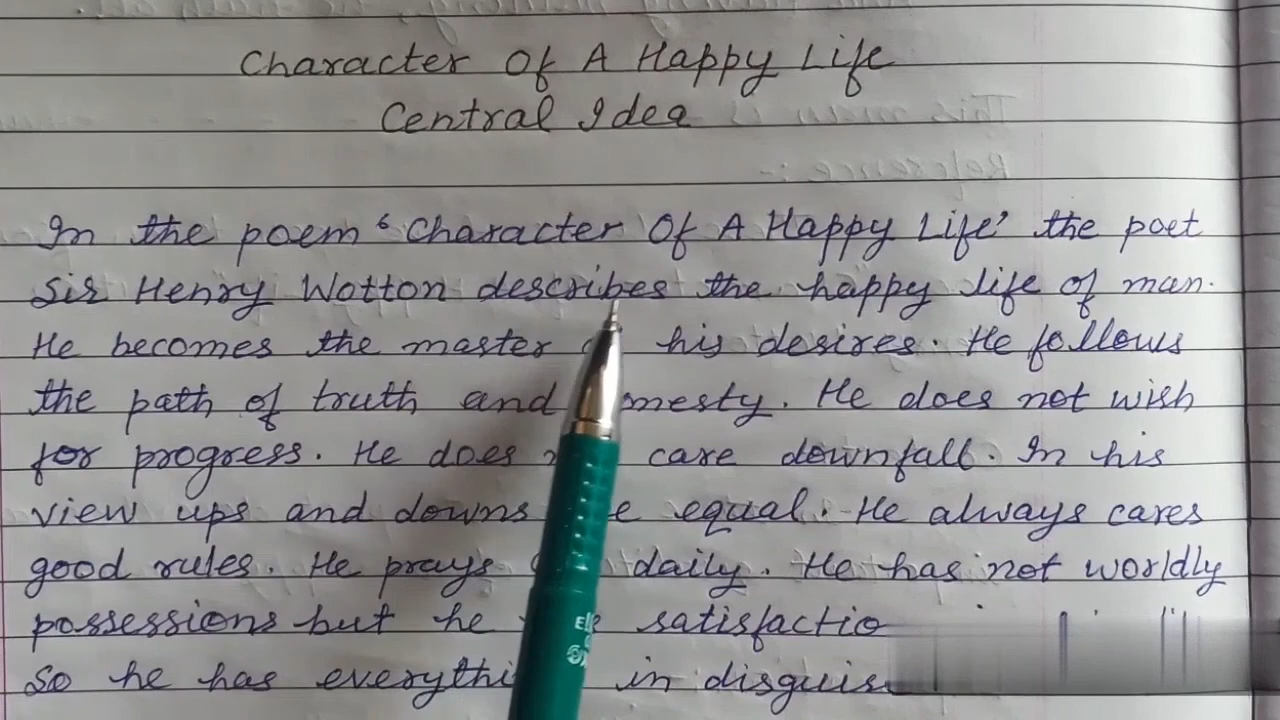 Character Of A Happy Life
Central Idea
In the poem ‘Character Of A Happy Life’ the poet
Sir Henry Wotton describes the happy life of man.
He becomes the master his desires. He follows
the path of truth and He does not wish
for progress. He does care downfall. In his
view ups and downs equal. He always cares
good rules. He prays daily. He has not worldly
possessions but he
So he has in